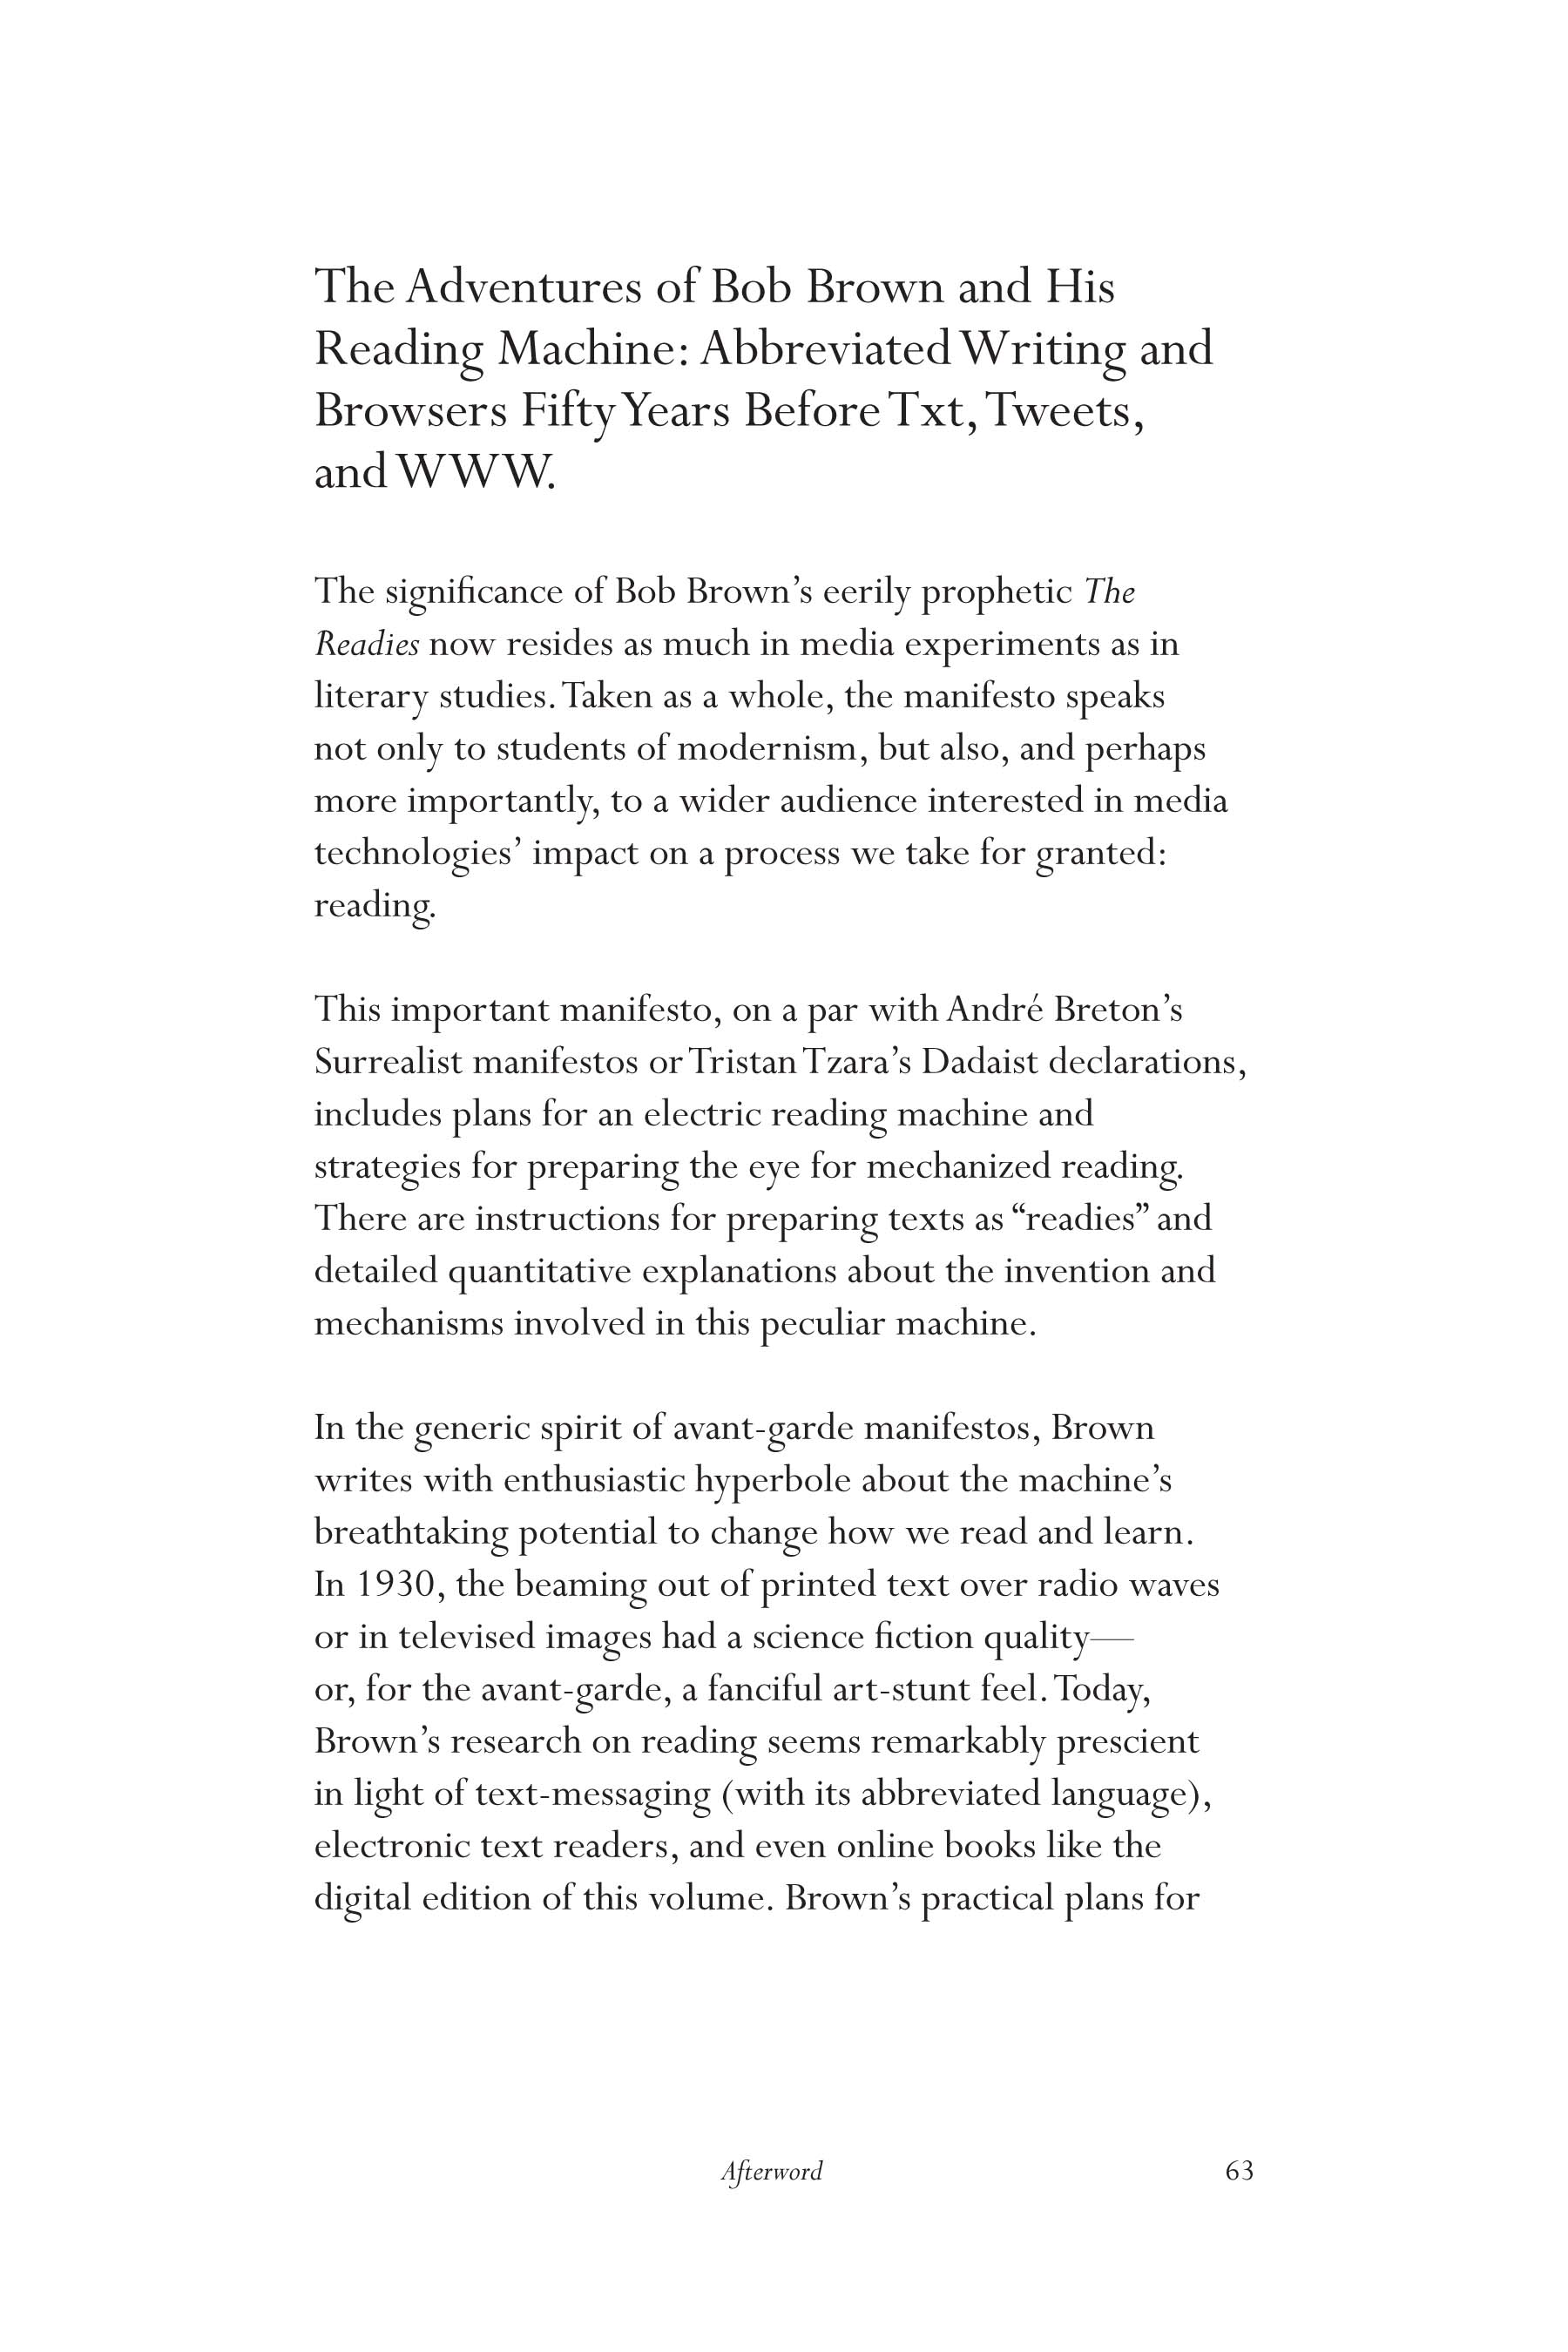 The Adventures of Bob Brown and His
Reading Machine: Abbreviated Writing and
Browsers Fifty Years Before Txt, Tweets,
and WWW.
The significance of Bob Brown’s eerily prophetic The
Readies now resides as much in media experiments as in
literary studies. Taken as a whole, the manifesto speaks
not only to students of modernism, but also, and perhaps
more importantly, to a wider audience interested in media
technologies’ impact on a process we take for granted:
reading.
This important manifesto, on a par with André Breton’s
Surrealist manifestos or Tristan Tzara’s Dadaist declarations,
includes plans for an electric reading machine and
strategies for preparing the eye for mechanized reading.
There are instructions for preparing texts as “readies” and
detailed quantitative explanations about the invention and
mechanisms involved in this peculiar machine.
In the generic spirit of avant-garde manifestos, Brown
writes with enthusiastic hyperbole about the machine’s
breathtaking potential to change how we read and learn.
In 1930, the beaming out of printed text over radio waves
or in televised images had a science fiction quality—
or, for the avant-garde, a fanciful art-stunt feel. Today,
Brown’s research on reading seems remarkably prescient
in light of text-messaging (with its abbreviated language),
electronic text readers, and even online books like the
digital edition of this volume. Brown’s practical plans for
Afterword 63